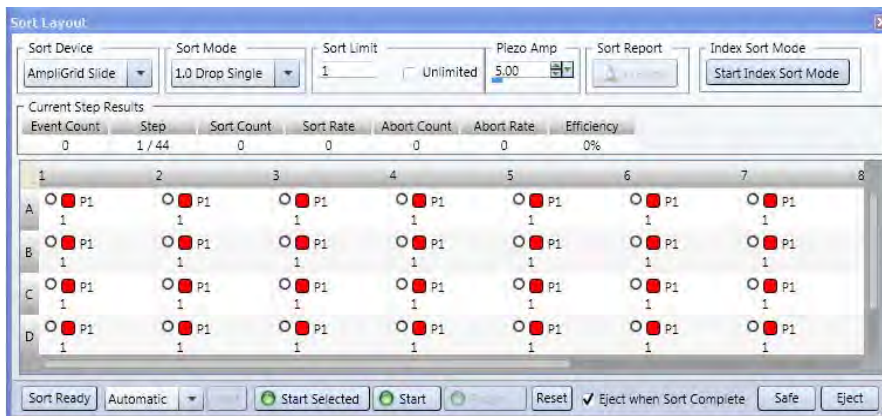 Sort Layout
Sort Device Sort Mode Sort Limit Piezo Amp Sort Report Index Sort Mode
AmpliGrid Slide 1.0 Drop Single 1 Unlimited 5.00 Start Index Sort Mode
Current Step Results
Event Count Step Sort Count Sort Rate Abort Count Abort Rate Efficiency
0 1 / 44 0 0 0 0 0%
1 2 3 4 5 6 7 8
A P1 P1 P1 P1 P1 P1 P1
1 1 1 1 1 1 1
B P1 P1 P1 P1 P1 P1 P1
1 1 1 1 1 1 1
C P1 P1 P1 P1 P1 P1 P1
1 1 1 1 1 1 1
D P1 P1 P1 P1 P1 P1 P1
1 1 1 1 1 1 1
Sort Ready Automatic Start Selected Start Reset Eject when Sort Complete Safe Eject